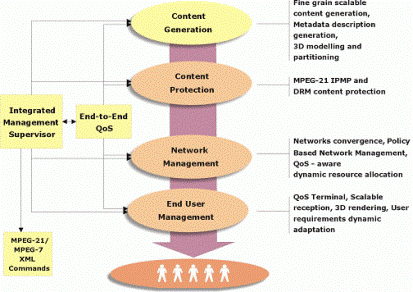 Content
Generation
Fine grain scalable
content generation,
Metadata description
generation,
3D modelling and
partitioning
Content
Protection
MPEG-21 IPMP and
DRM content protection
Integrated
Management
Supervisor
End-to-End
QoS
Network
Management
Networks convergence, Policy
Based Network Management,
QoS - aware
dynamic resource allocation
End User
Management
QoS Terminal, Scalable
reception, 3D rendering, User
requirements dynamic
adaptation
MPEG-21/
MPEG-7
XML
Commands